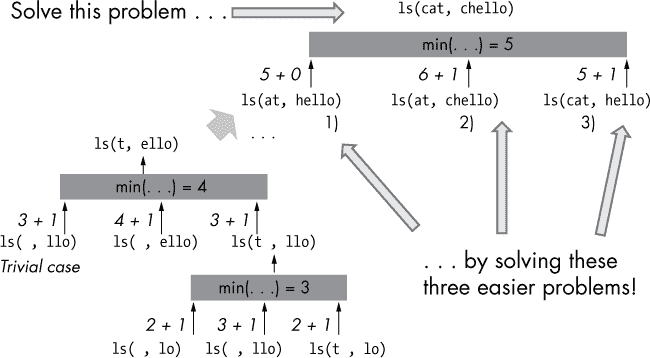 Solve this problem . . .
ls(cat, chello)
min(. . .) = 5
5 + 0
6 + 1
5 + 1
ls(at, hello)
ls(at, chello)
ls(cat, hello)
1)
2)
3)
. . .
ls(t, ello)
min(. . .) = 4
3 + 1
4 + 1
3 + 1
ls( , llo)
ls( , ello)
ls(t , llo)
Trivial case
. . . by solving these
three easier problems!
min(. . .) = 3
2 + 1
3 + 1
2 + 1
ls( , lo)
ls( , llo)
ls(t , lo)